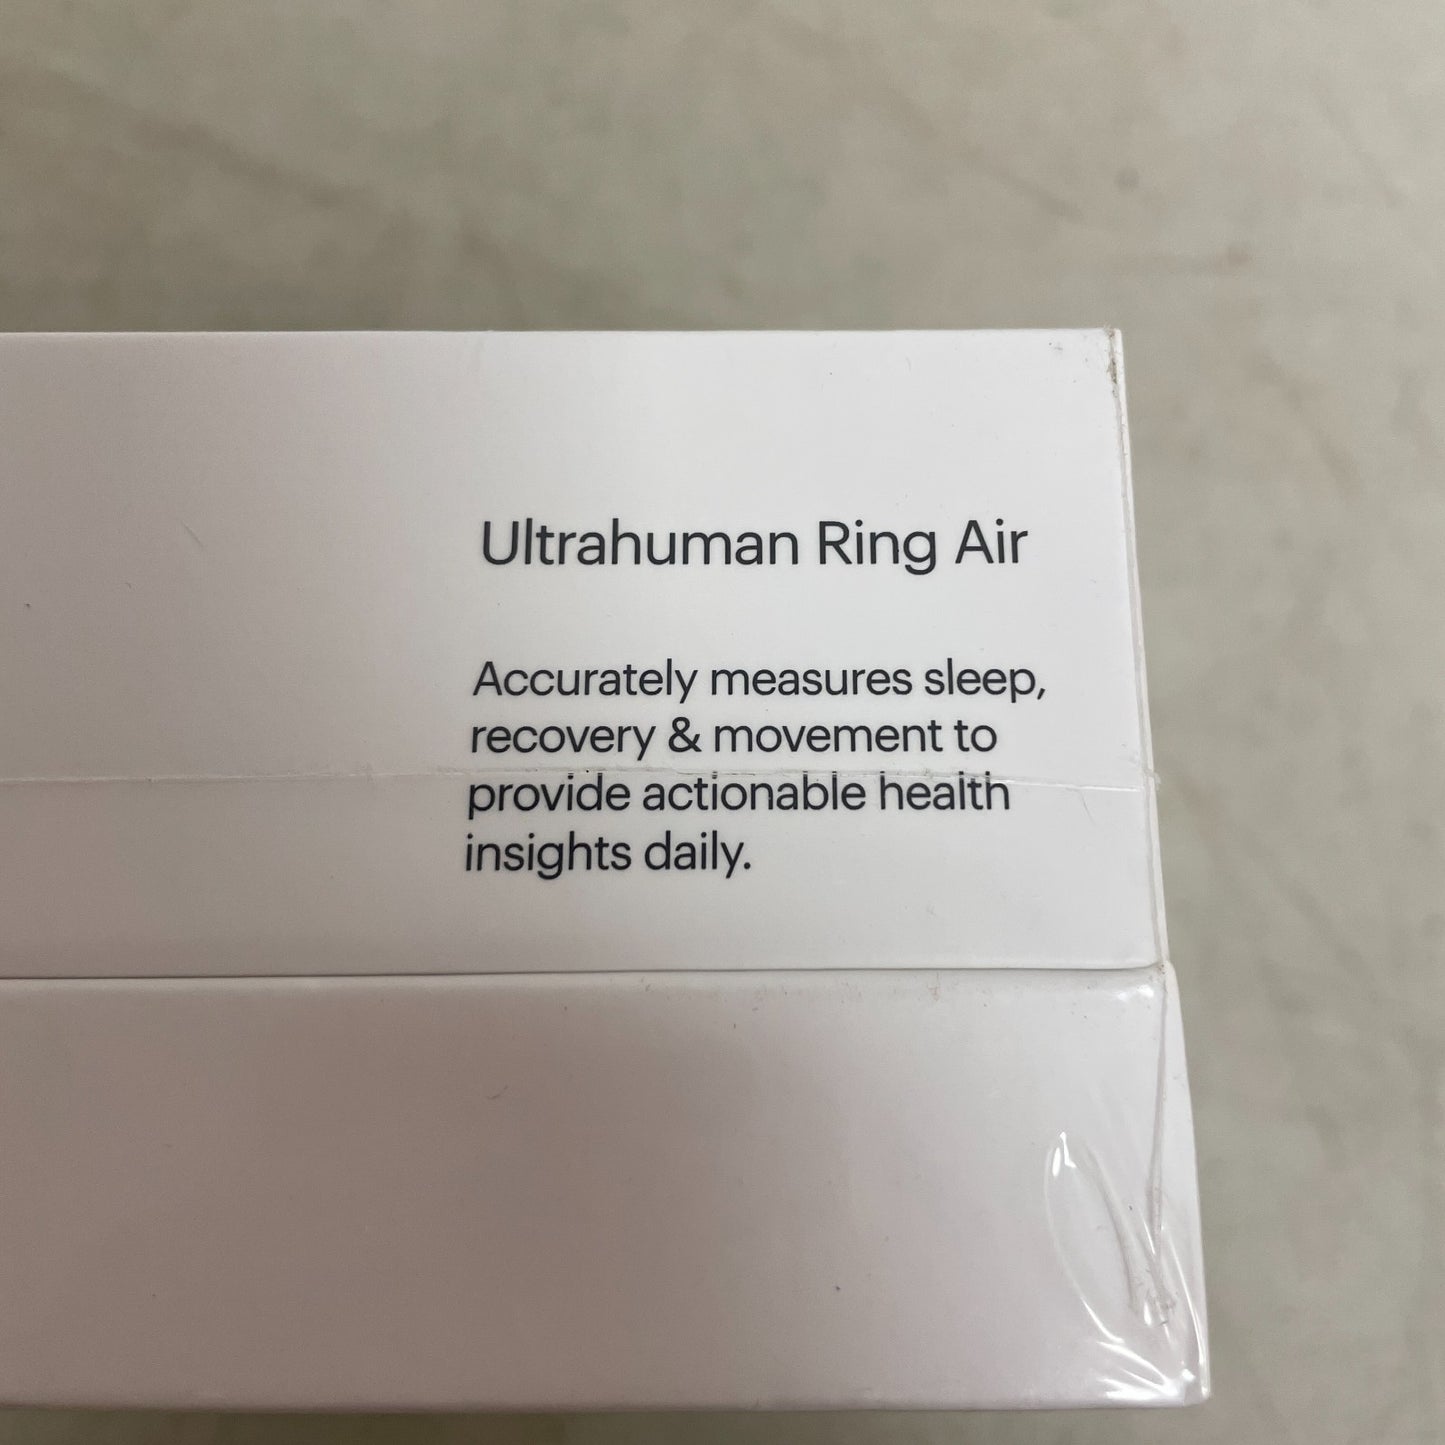 Ultrahuman Ring Air
Accurately measures sleep,
recovery & movement to
provide actionable health
insights daily.